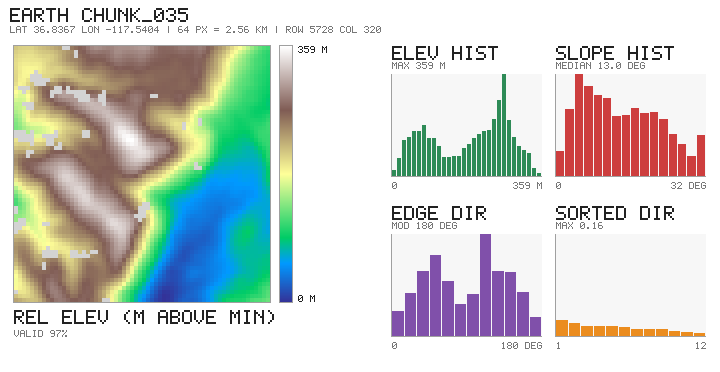 EARTH CHUNK_035
LAT 36.8367 LON -117.5404 | 64 PX = 2.56 KM | ROW 5728 COL 320
359 M
0 M
REL ELEV (M ABOVE MIN)
VALID 97%
ELEV HIST
MAX 359 M
0 359 M
SLOPE HIST
MEDIAN 13.0 DEG
0 32 DEG
EDGE DIR
MOD 180 DEG
0 180 DEG
SORTED DIR
MAX 0.16
1 12